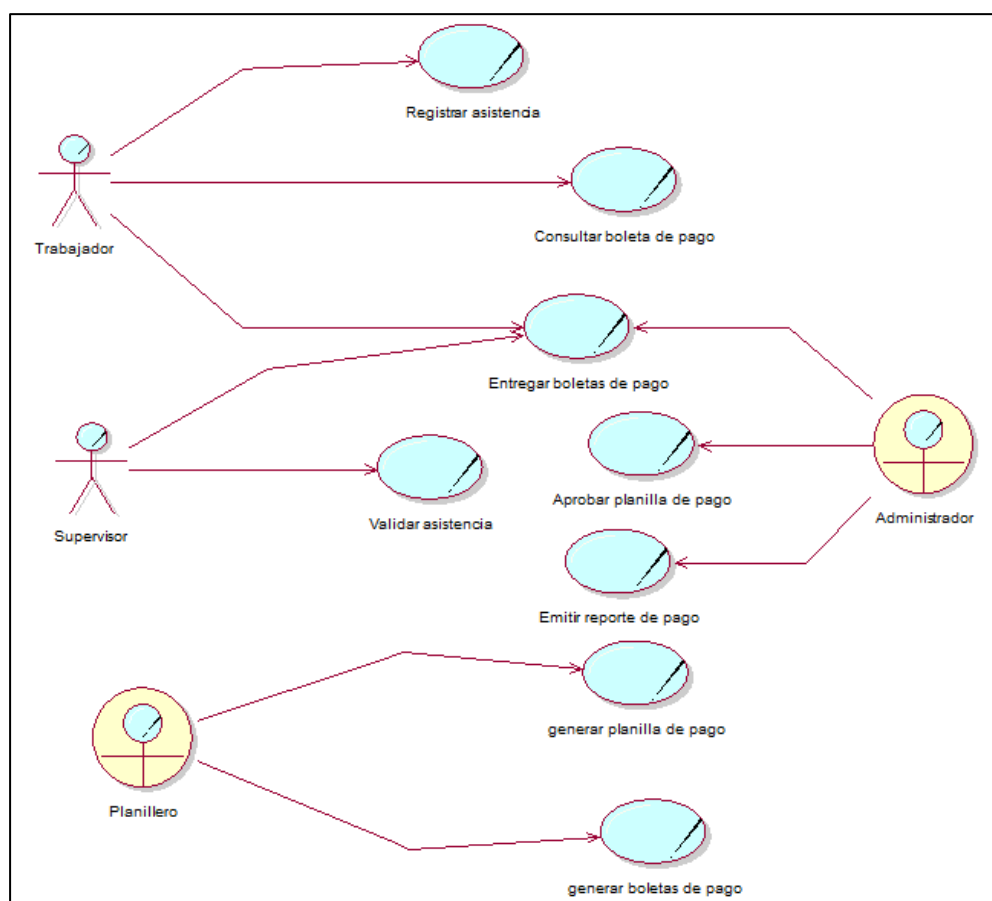 Registrar asistencia
Consultar boleta de pago
Trabajador
Entregar boletas de pago
Aprobar planilla de pago
Administrador
Validar asistencia
Supervisor
Emitir reporte de pago
generar planilla de pago
Planillero
generar boletas de pago